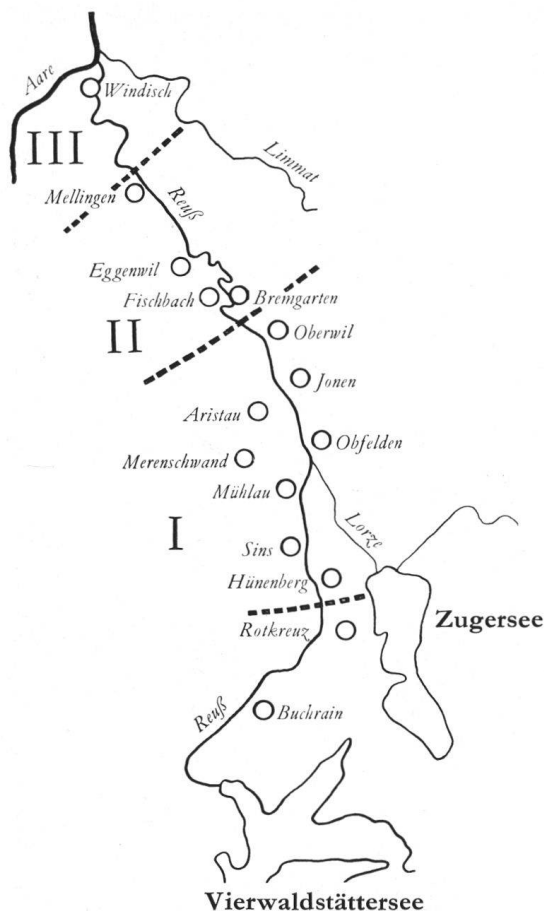 Aare
Windisch
III
Limmat
Mellingen
Reuß
Eggenwil
Fischbach
Bremgarten
II
Oberwil
Jonen
Aristau
Obfelden
Merenschwand
Mühlau
I
Lorze
Sins
Hünenberg
Zugersee
Rotkreuz
Reuß
Buchrain
Vierwaldstättersee